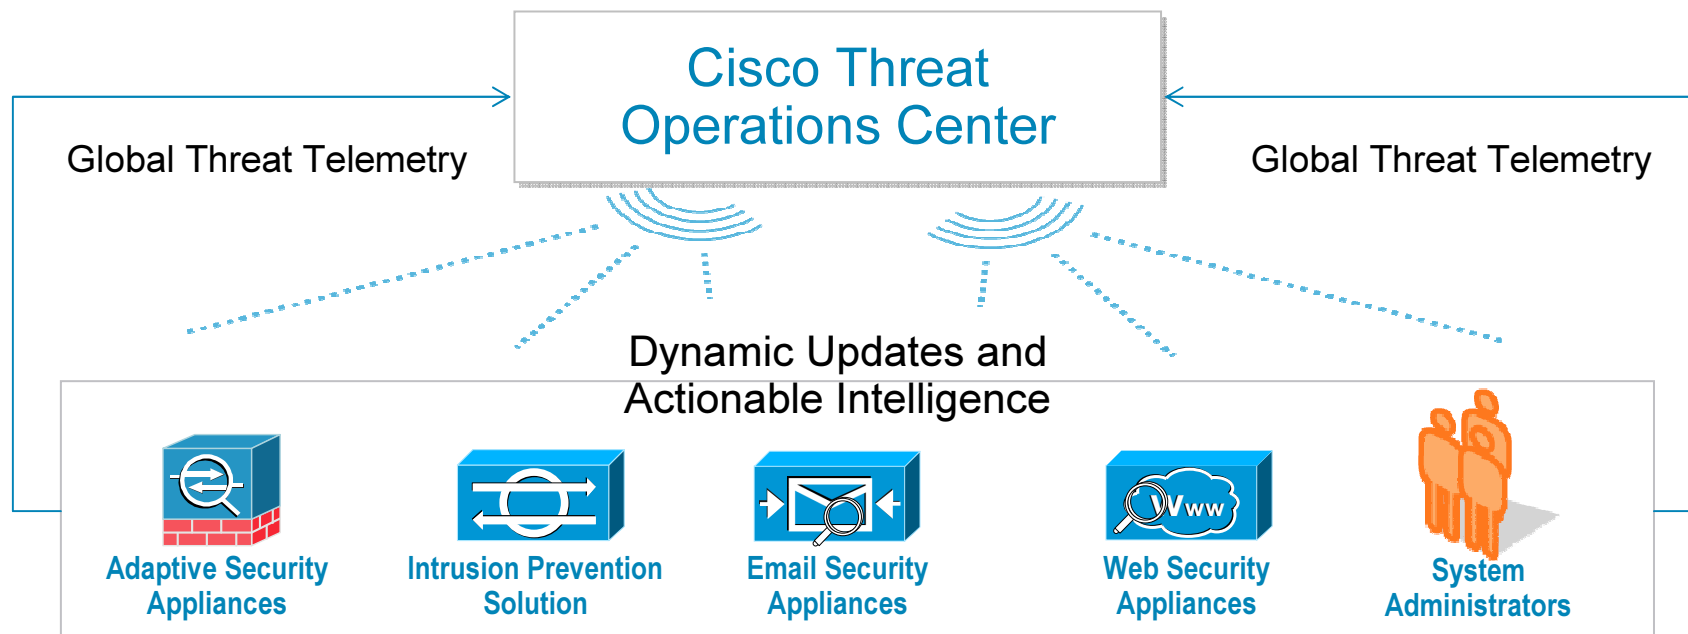 Cisco Threat
Operations Center
Global Threat Telemetry
Global Threat Telemetry
Dynamic Updates and
Actionable Intelligence
Www
Adaptive Security
Appliances
Intrusion Prevention
Solution
Email Security
Appliances
Web Security
Appliances
System
Administrators